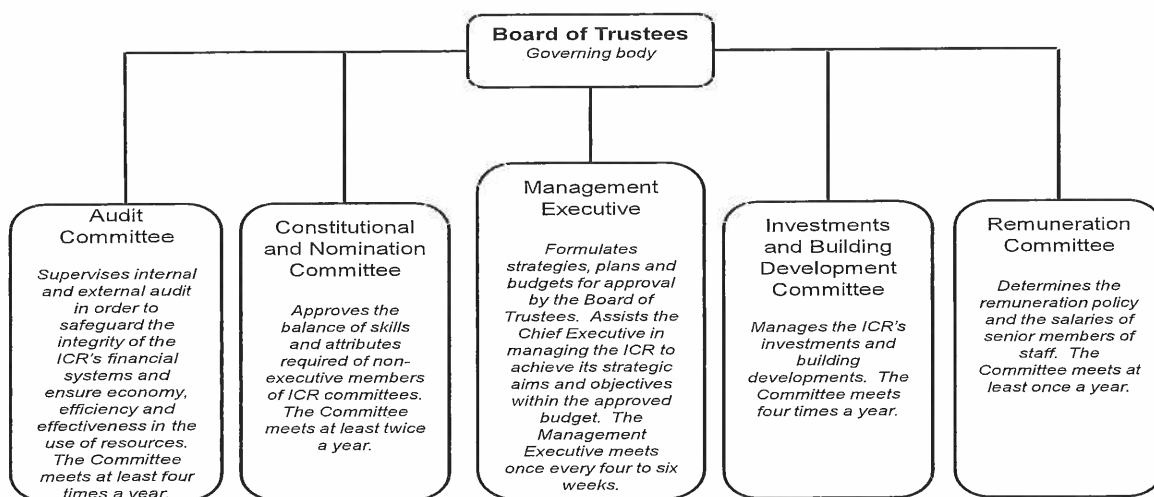 Board of Trustees
Governing body
Audit
Committee
Supervises internal
and external audit
in order to
safeguard the
integrity of the
ICR's financial
systems and
ensure economy,
efficiency and
effectiveness in the
use of resources.
The Committee
meets at least four
times a year.
Constitutional
and Nomination
Committee
Approves the
balance of skills
and attributes
required of non-
executive members
of ICR committees.
The Committee
meets at least twice
a year.
Management
Executive
Formulates
strategies, plans and
budgets for approval
by the Board of
Trustees. Assists the
Chief Executive in
managing the ICR to
achieve its strategic
aims and objectives
within the approved
budget. The
Management
Executive meets
once every four to six
weeks.
Investments
and Building
Development
Committee
Manages the ICR's
investments and
building
developments. The
Committee meets
four times a year.
Remuneration
Committee
Determines the
remuneration policy
and the salaries of
senior members of
staff. The
Committee meets at
least once a year.